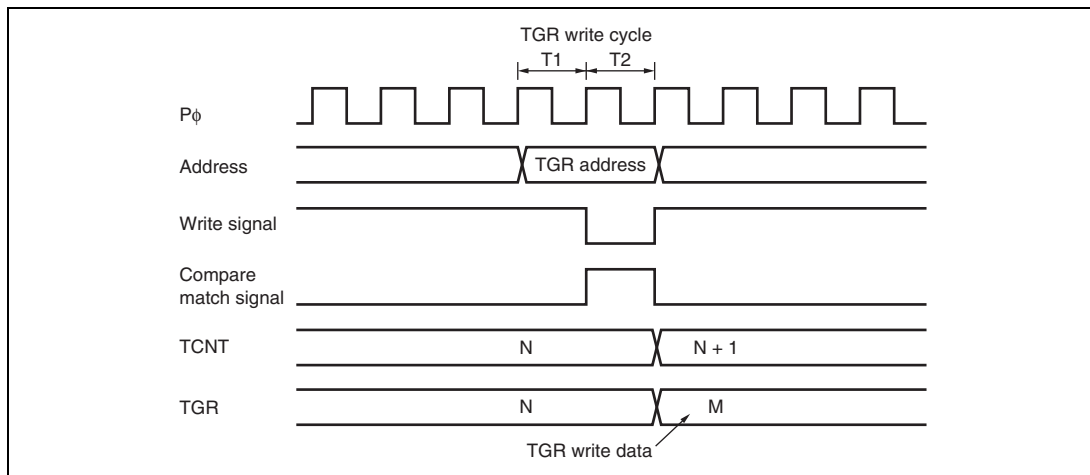 TGR write cycle
T1 T2
Pϕ
Address
TGR address
Write signal
Compare
match signal
TCNT
N
N + 1
TGR
N
M
TGR write data